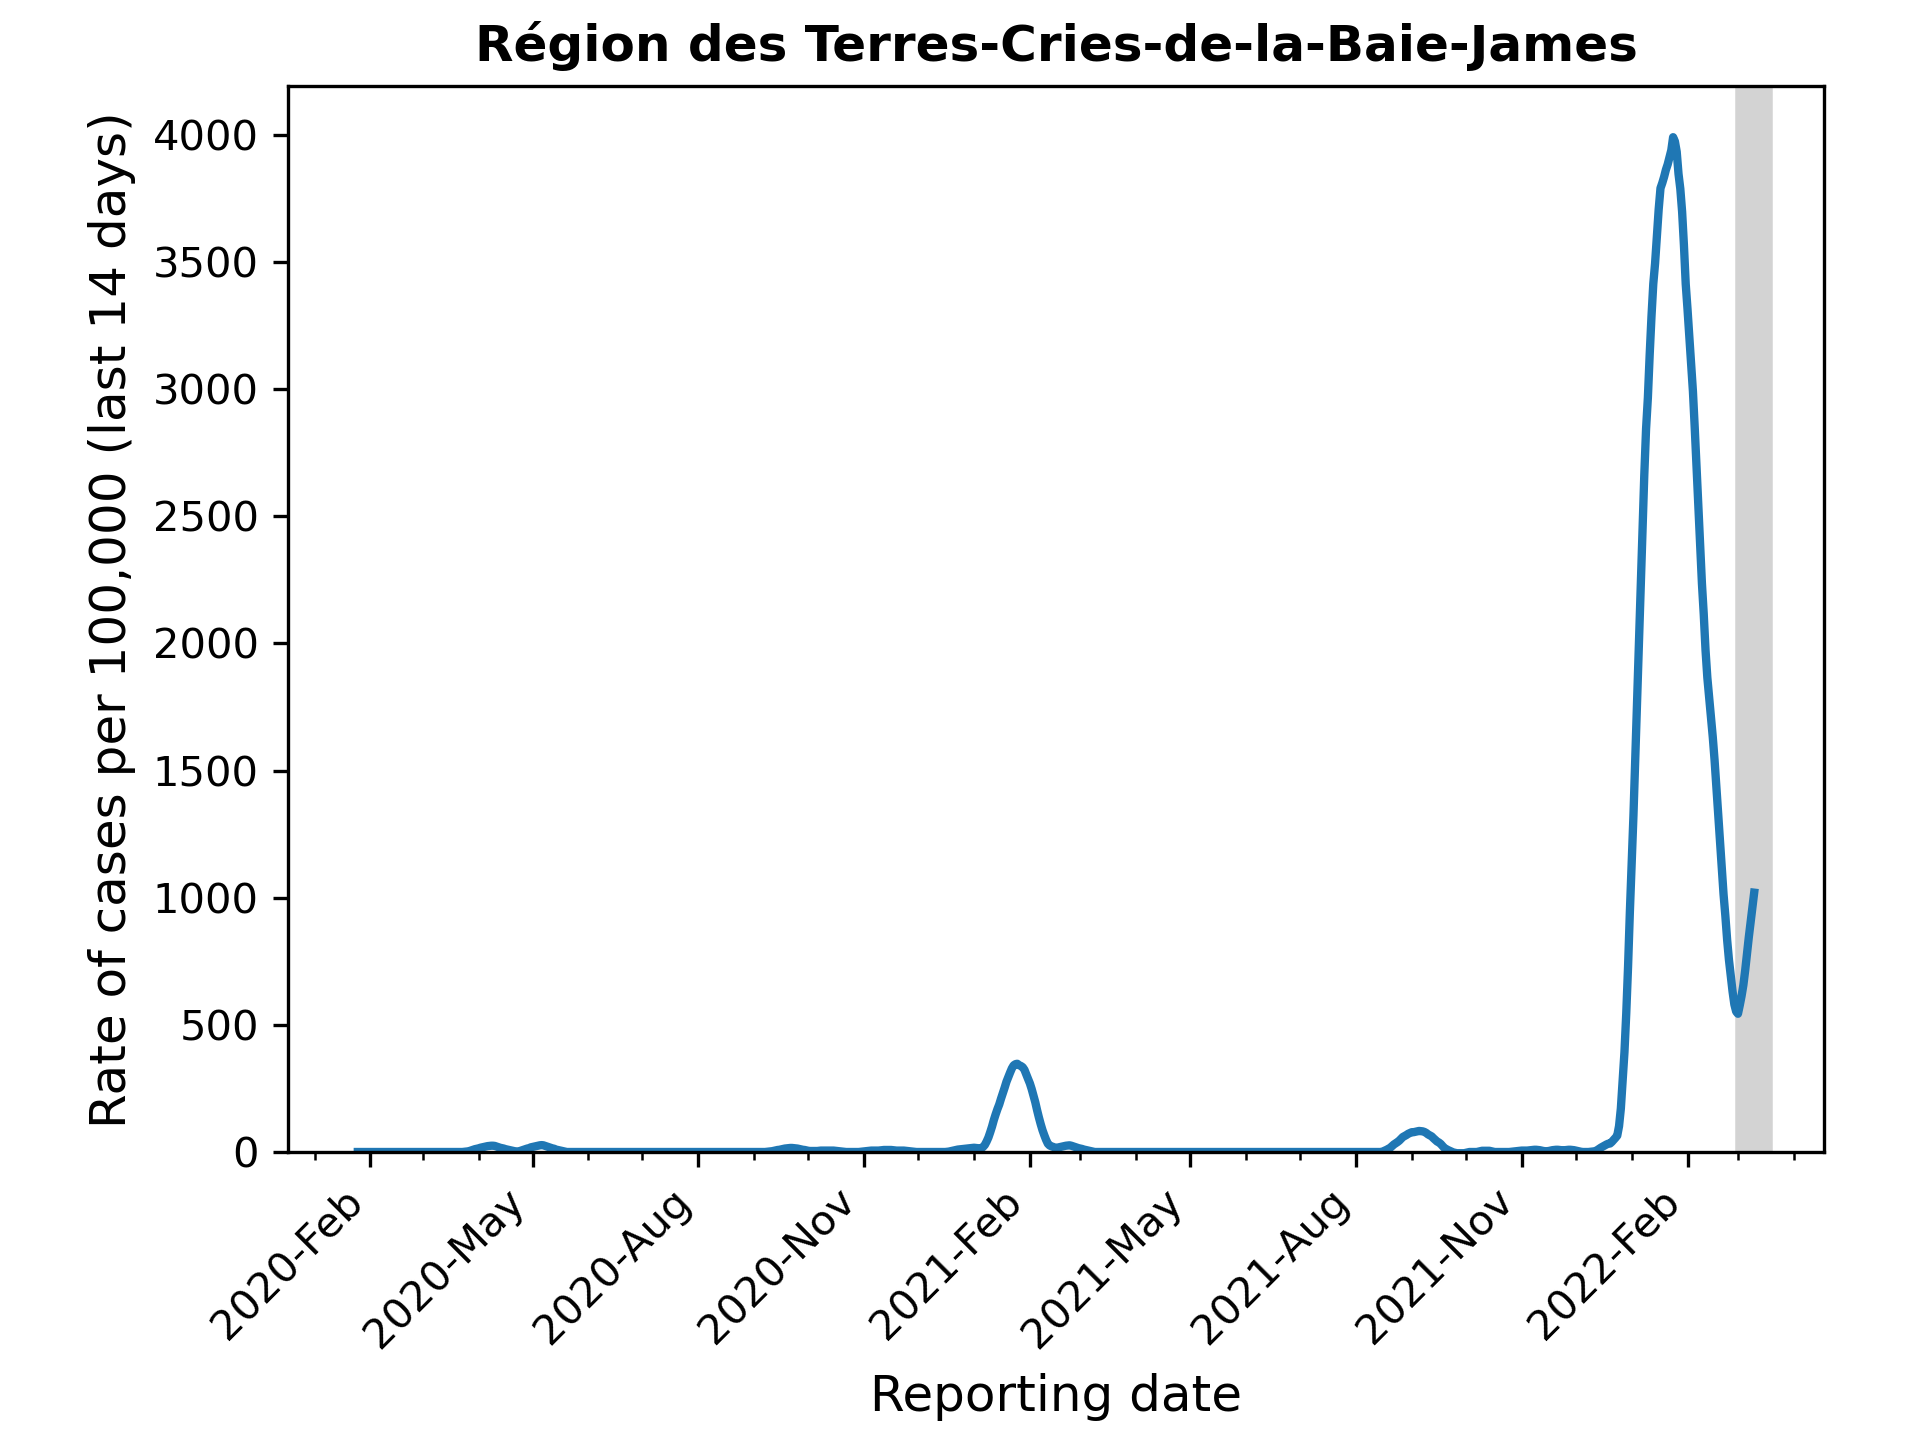 Région des Terres-Cries-de-la-Baie-James
Rate of cases per 100,000 (last 14 days)
4000
3500
3000
2500
2000
1500
1000
500
0
2020-Feb
2020-May
2020-Aug
2020-Nov
2021-Feb
2021-May
2021-Aug
2021-Nov
2022-Feb
Reporting date